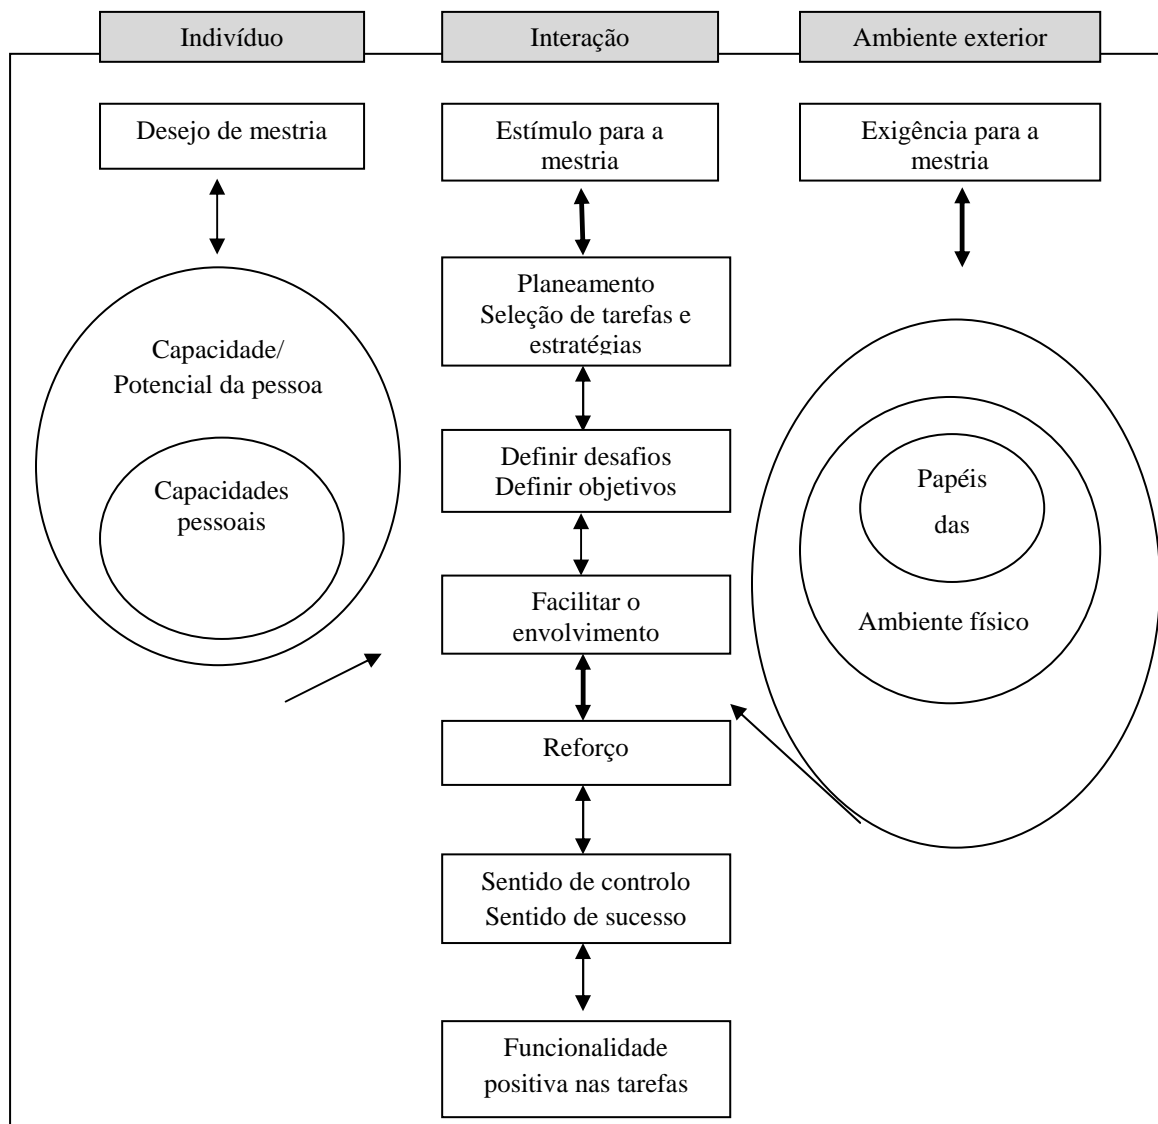 Indivíduo
Interação
Ambiente exterior
Desejo de mestria
Estímulo para a
mestria
Exigência para a
mestria
Planeamento
Seleção de tarefas e
estratégias
Capacidade/
Potencial da pessoa
Capacidades
pessoais
Definir desafios
Definir objetivos
Papéis
das
Ambiente físico
Facilitar o
envolvimento
Reforço
Sentido de controlo
Sentido de sucesso
Funcionalidade
positiva nas tarefas